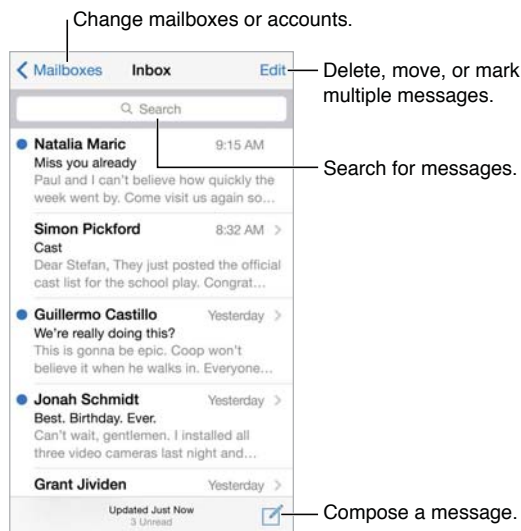 Change mailboxes or accounts.
Mailboxes Inbox Edit
Delete, move, or mark
multiple messages.
Search
Search for messages.
Natalia Maric 9:15 AM
Miss you already
Paul and I can't believe how quickly the
week went by. Come visit us again so...
Simon Pickford 8:32 AM
Cast
Dear Stefan, They just posted the official
cast list for the school play. Congrat...
Guillermo Castillo Yesterday
We're really doing this?
This is gonna be epic. Coop won't
believe it when he walks in. Everyone...
Jonah Schmidt Yesterday
Best. Birthday. Ever.
Can't wait, gentlemen. I installed all
three video cameras last night and...
Grant Jividen Yesterday
Updated Just Now
3 Unread
Compose a message.